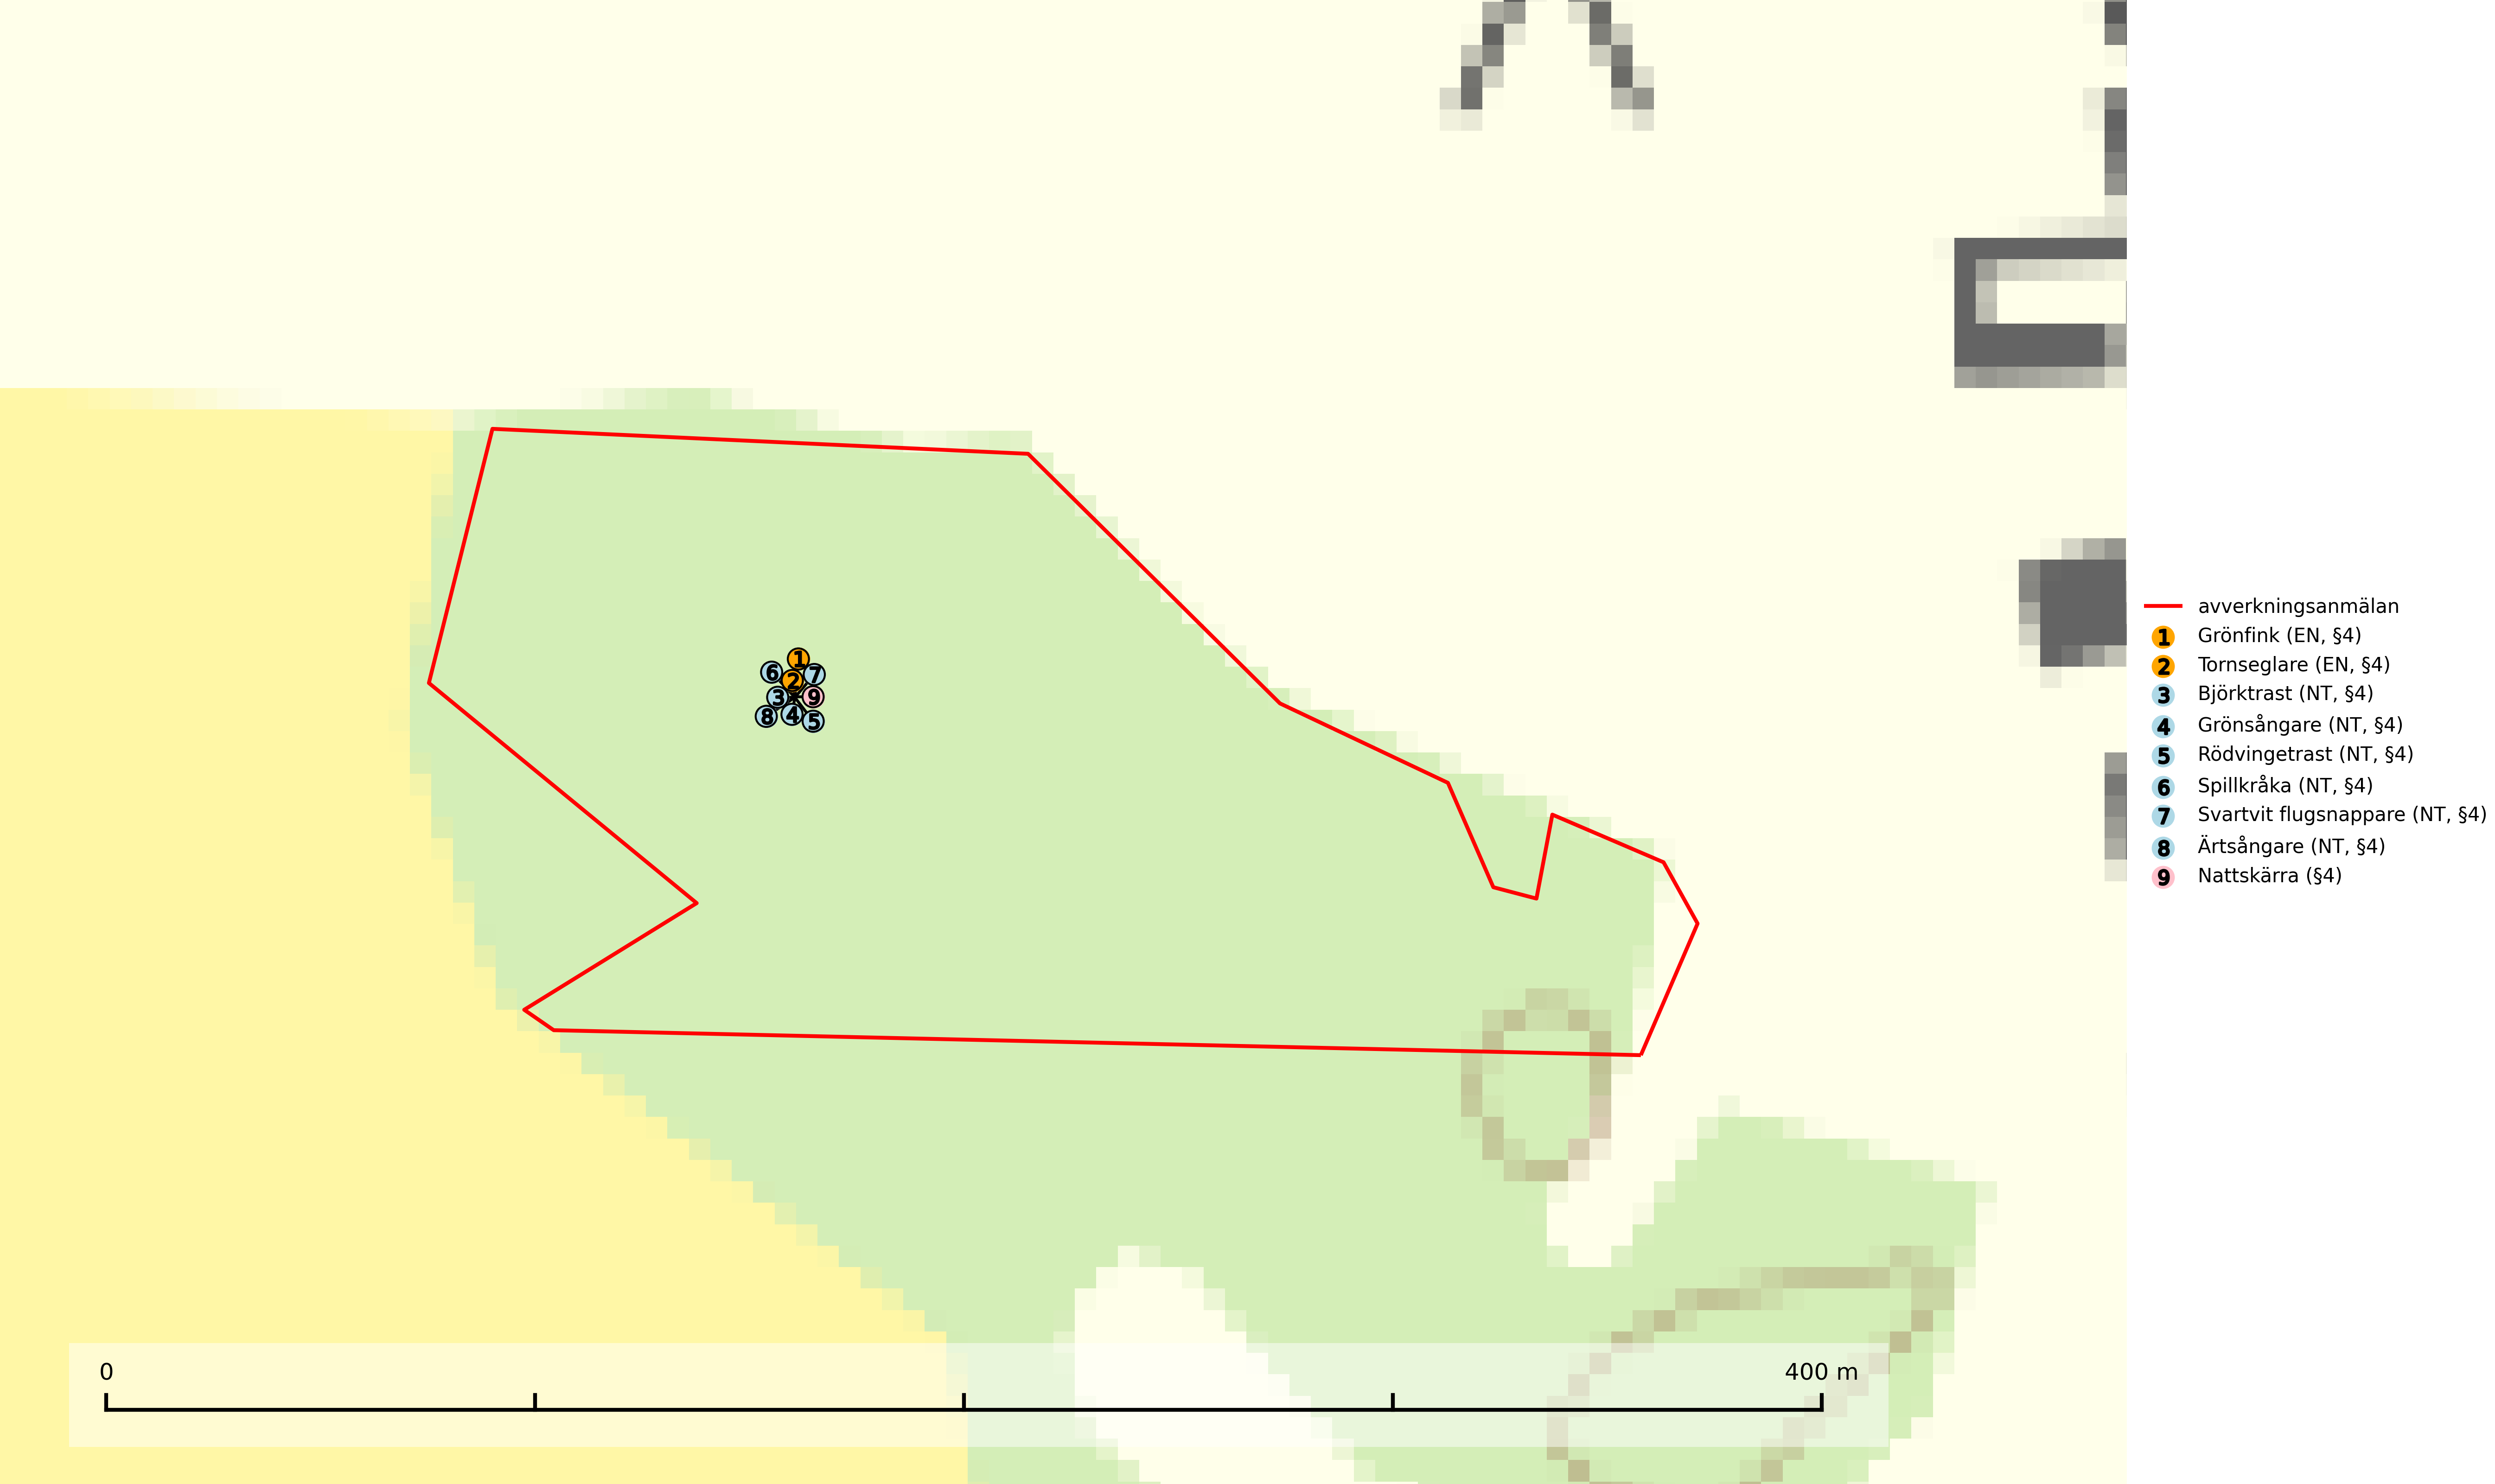 1
6
7
2
3
9
8
4
5
avverkningsanmälan
1 Grönfink (EN, §4)
2 Tornseglare (EN, §4)
3 Björktrast (NT, §4)
4 Grönsångare (NT, §4)
5 Rödvingetrast (NT, §4)
6 Spillkråka (NT, §4)
7 Svartvit flugsnappare (NT, §4)
8 Ärtsångare (NT, §4)
9 Nattskärra (§4)
0 400 m